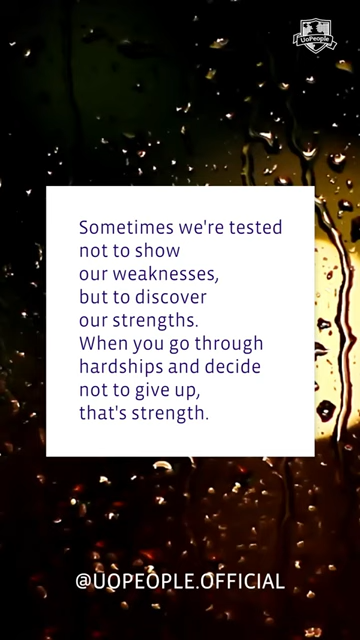 UoPeople
Sometimes we're tested
not to show
our weaknesses,
but to discover
our strengths.
When you go through
hardships and decide
not to give up,
that's strength.
@UOPEOPLE.OFFICIAL